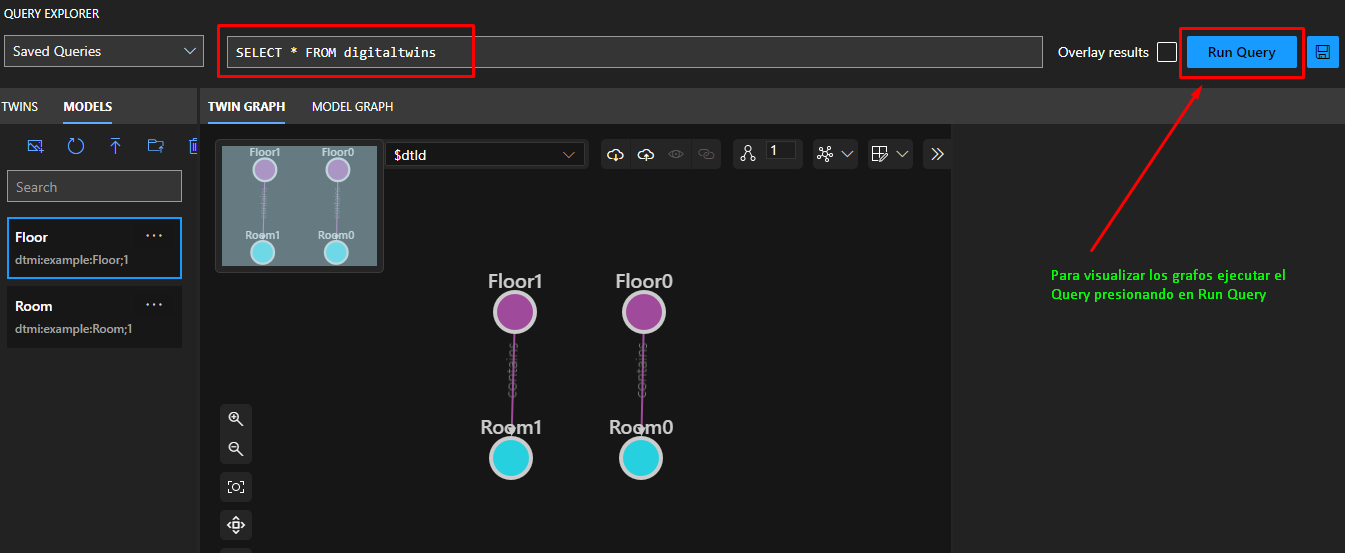 QUERY EXPLORER
Saved Queries
SELECT * FROM digitaltwins
Overlay results
Run Query
TWINS
MODELS
TWIN GRAPH
MODEL GRAPH
Search
Floor
dtmi:example:Floor;1
Room
dtmi:example:Room;1
Floor1
Floor0
contains
contains
Room1
Room0
$dtId
1
Floor1
Floor0
contains
contains
Room1
Room0
Para visualizar los grafos ejecutar el
Query presionando en Run Query